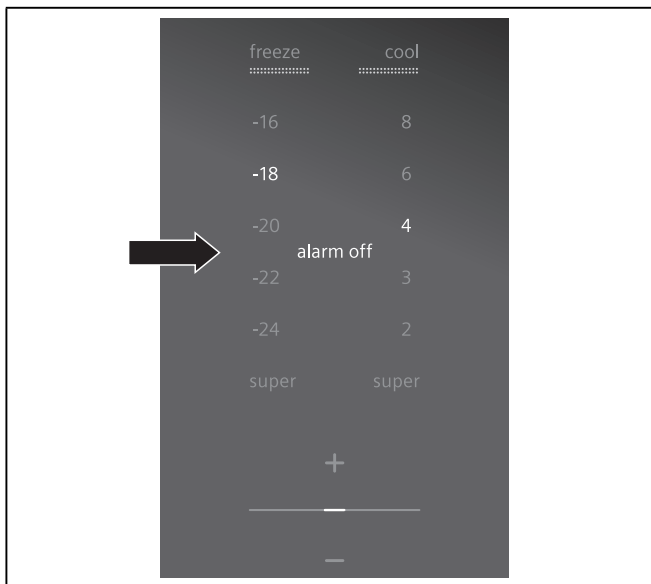 freeze cool
-16 8
-18 6
-20 4
alarm off
-22 3
-24 2
super super
+
–